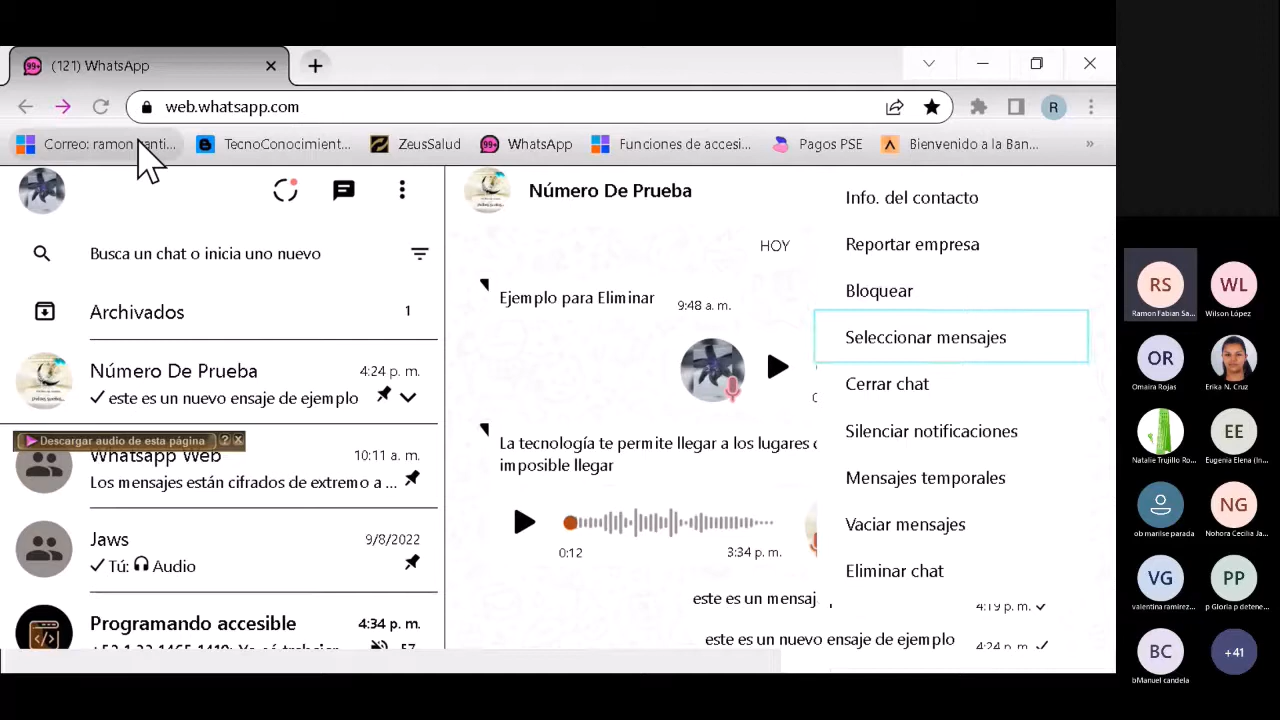 (121) WhatsApp
web.whatsapp.com
R
Correo: ramon santi...
TecnoConocimient...
ZeusSalud
WhatsApp
Funciones de accesi...
Pagos PSE
Bienvenido a la Ban...
»
Número De Prueba
Busca un chat o inicia uno nuevo
Archivados
1
Número De Prueba
4:24 p. m.
este es un nuevo ensaje de ejemplo
Descargar audio de esta página
Whatsapp Web
10:11 a. m.
Los mensajes están cifrados de extremo a ...
Jaws
9/8/2022
Tú: Audio
Programando accesible
4:34 p. m.
57
HOY
Ejemplo para Eliminar
9:48 a. m.
La tecnología te permite llegar a los lugares
imposible llegar
0:12
3:34 p. m.
este es un mensaj
4:19 p. m.
este es un nuevo ensaje de ejemplo
4:24 p. m.
Info. del contacto
Reportar empresa
Bloquear
Seleccionar mensajes
Cerrar chat
Silenciar notificaciones
Mensajes temporales
Vaciar mensajes
Eliminar chat
RS
Ramon Fabian Sa...
WL
Wilson López
OR
Omaira Rojas
Erika N. Cruz
Natalie Trujillo Ro...
EE
Eugenia Elena (In...
ob marilse parada
NG
Nohora Cecilia Ja...
VG
valentina ramírez...
PP
p Gloria p detene...
BC
bManuel candela
+41